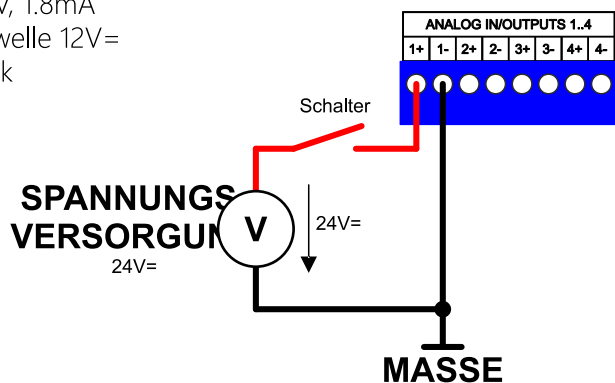 V, 1.8mA
welle 12V=
k
ANALOG IN/OUTPUTS 1..4
1+ 1- 2+ 2- 3+ 3- 4+ 4-
Schalter
SPANNUNGS
VERSORGUN
24V=
V
24V=
MASSE